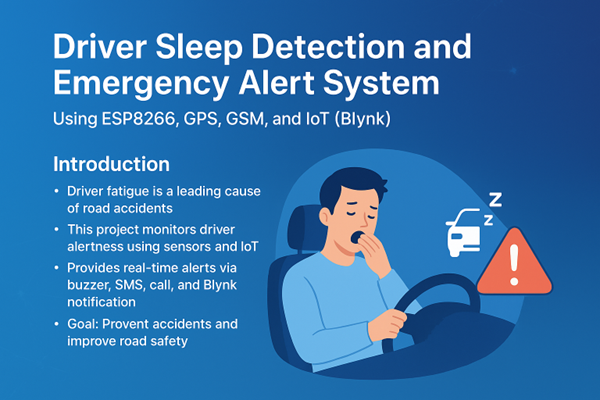 Driver Sleep Detection and
Emergency Alert System
Using ESP8266, GPS, GSM, and IoT (Blynk)
Introduction
• Driver fatigue is a leading cause
of road accidents
• This project monitors driver
alertness using sensors and IoT
• Provides real-time alerts via
buzzer, SMS, call, and Blynk
notification
• Goal: Provent accidents and
improve road safety
z
z
!